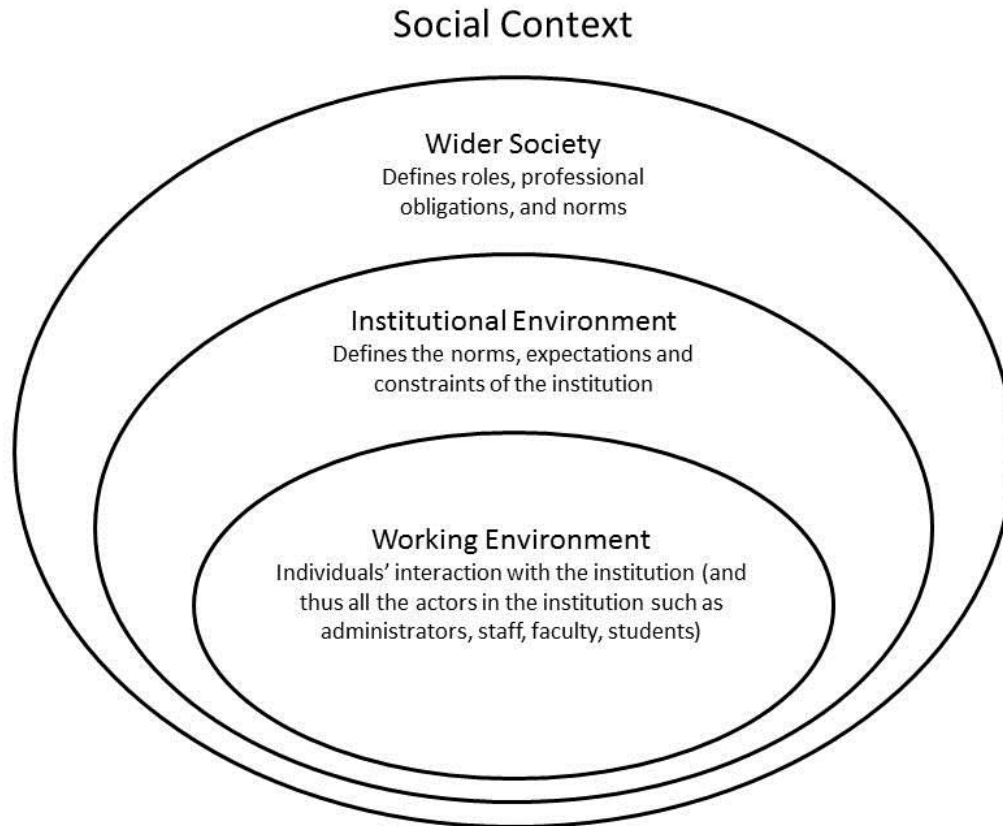 Social Context
Wider Society
Defines roles, professional
obligations, and norms
Institutional Environment
Defines the norms, expectations and
constraints of the institution
Working Environment
Individuals’ interaction with the institution (and
thus all the actors in the institution such as
administrators, staff, faculty, students)